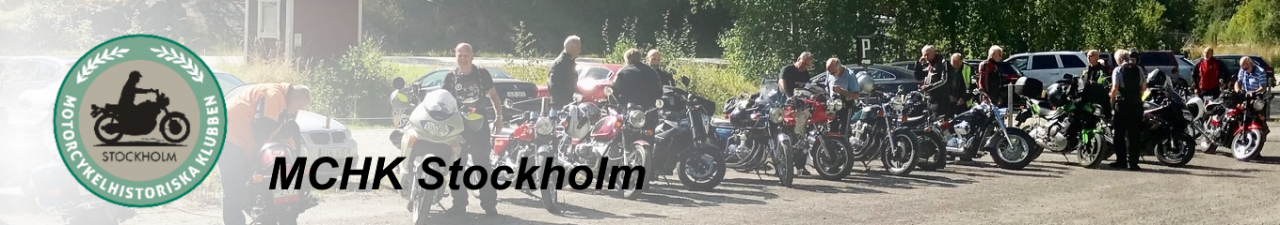 MOTORCYKELHISTORISKA KLUBBEN
STOCKHOLM
MCHK Stockholm
P